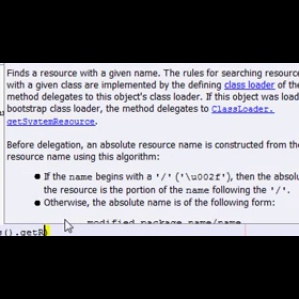 Finds a resource with a given name. The rules for searching resource
with a given class are implemented by the defining class loader of the
method delegates to this object's class loader. If this object was load
bootstrap class loader, the method delegates to ClassLoader.
getSystemResource.
Before delegation, an absolute resource name is constructed from the
resource name using this algorithm:
● If the name begins with a '/' ('\u002f'), then the absolu
the resource is the portion of the name following the '/'.
● Otherwise, the absolute name is of the following form:
modified_package_name/name
().getR)